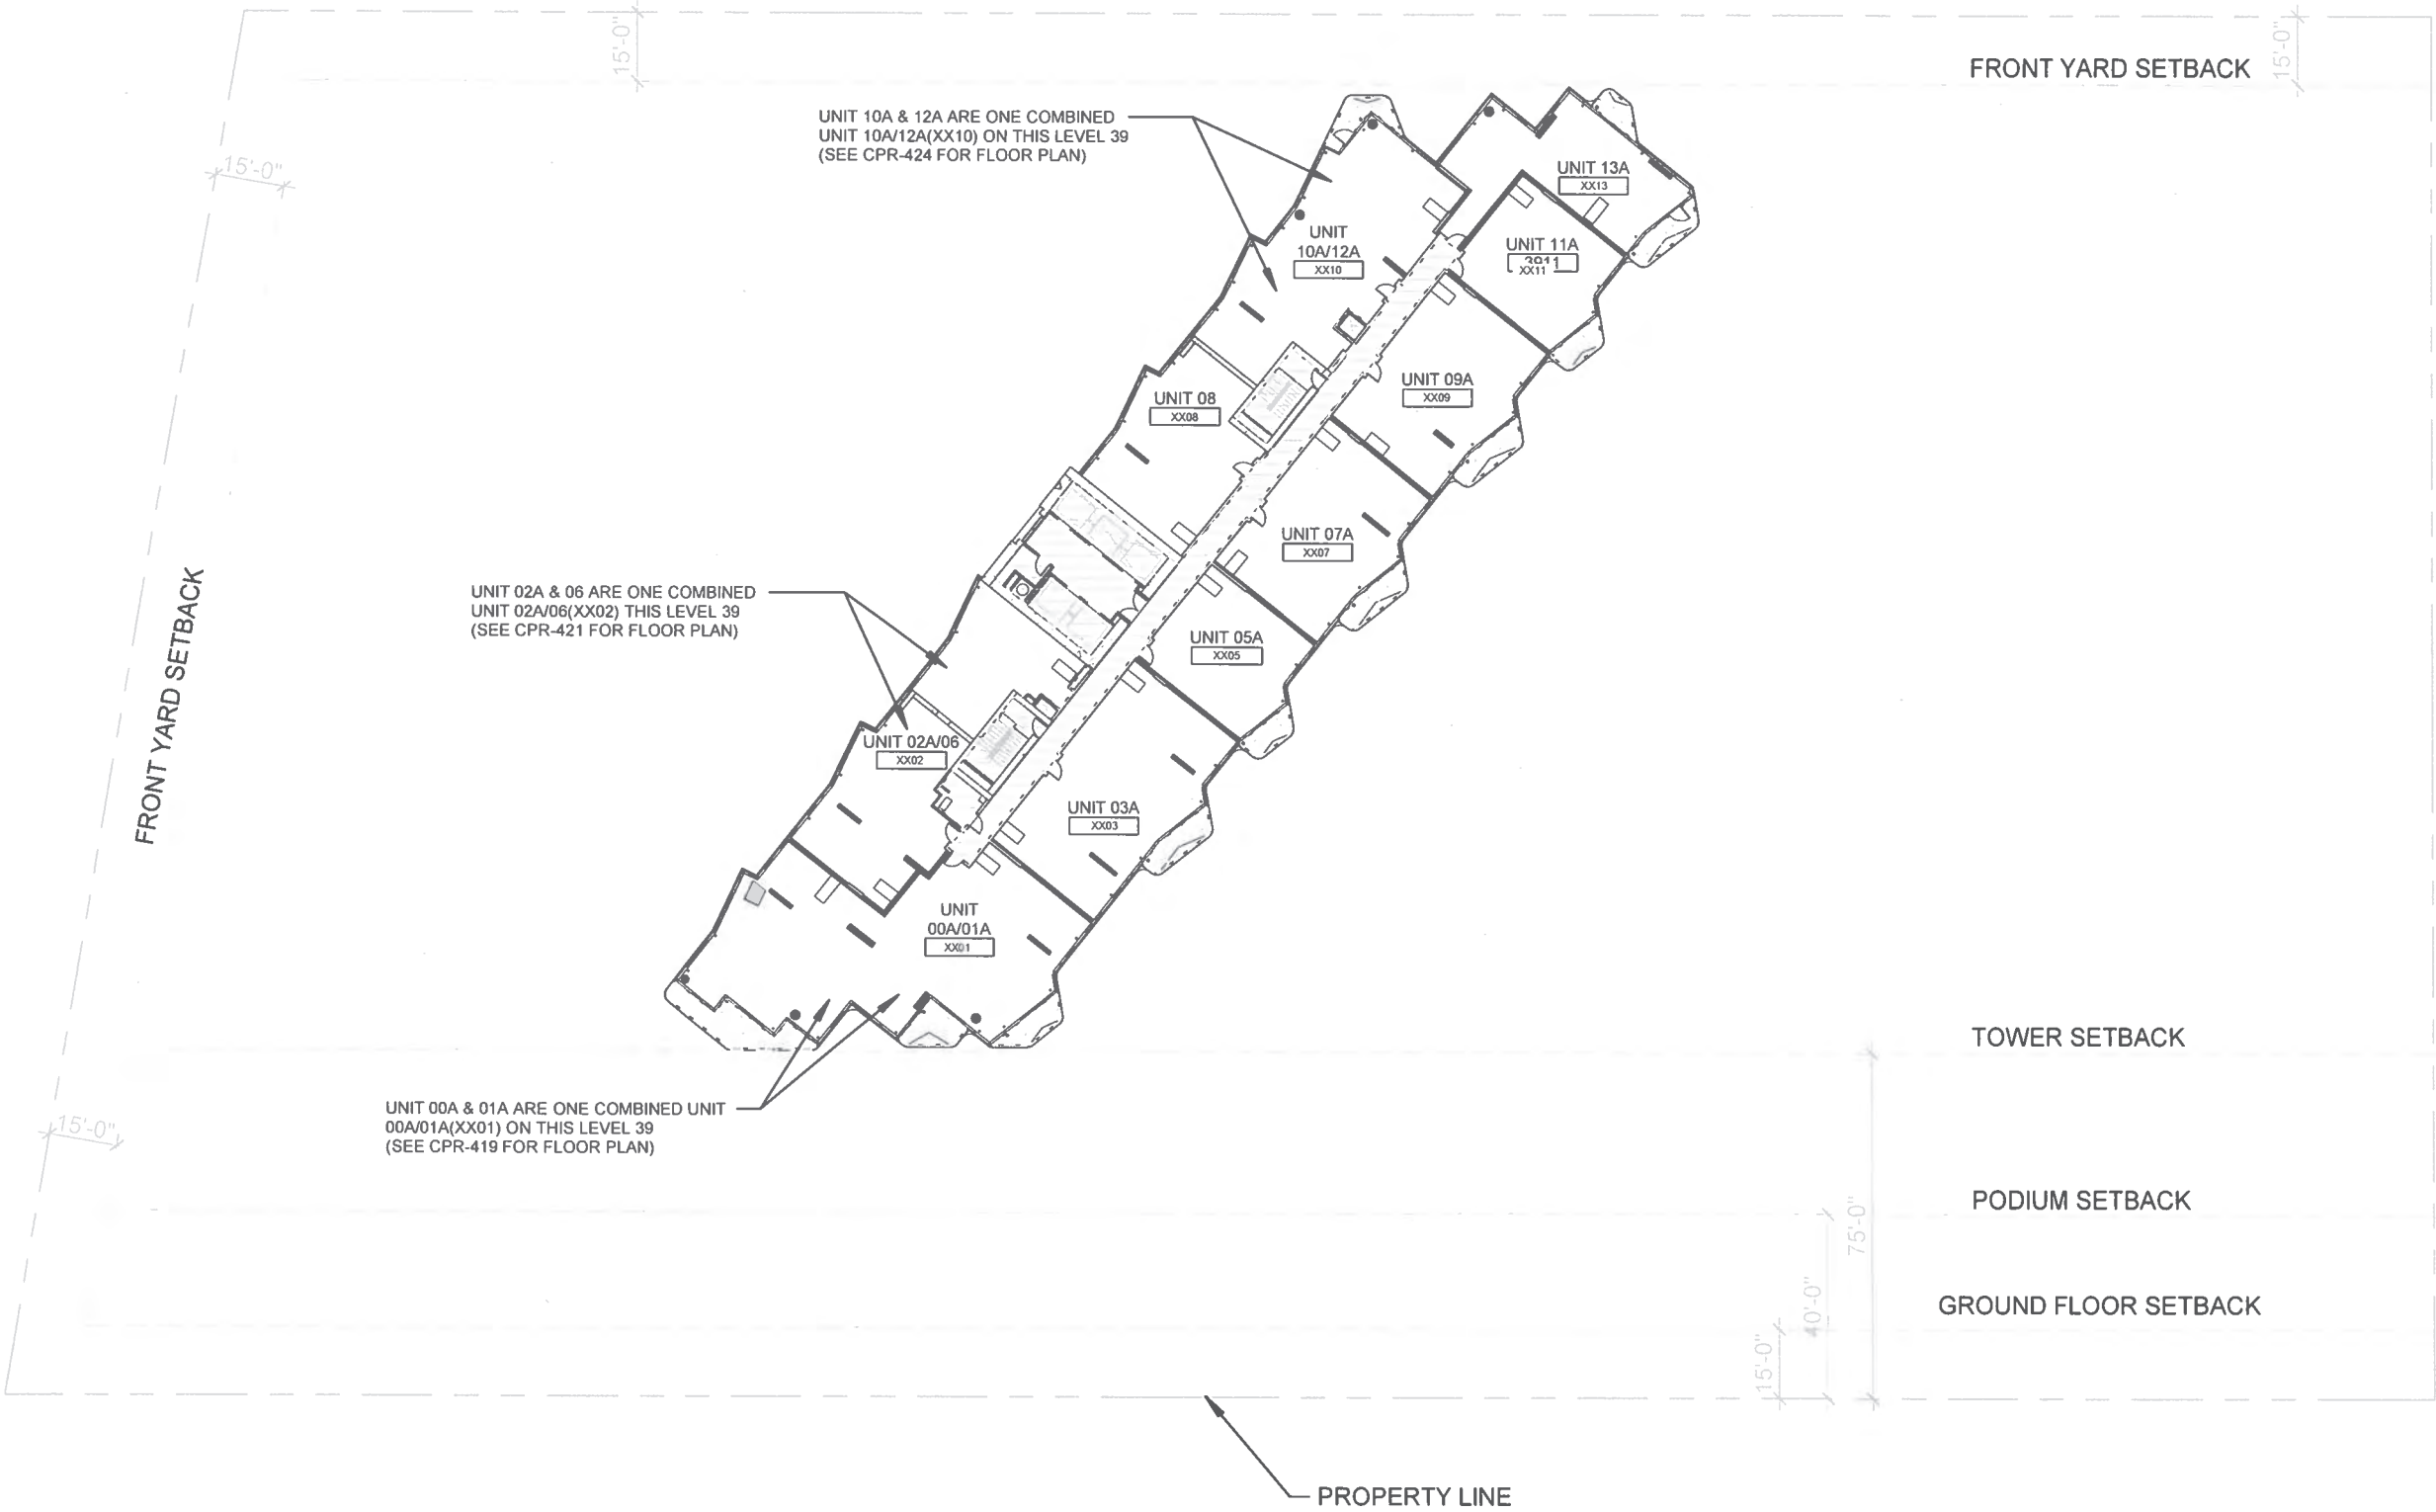 15'-0"
15'-0"
FRONT YARD SETBACK
UNIT 10A & 12A ARE ONE COMBINED
UNIT 10A/12A(XX10) ON THIS LEVEL 39
(SEE CPR-424 FOR FLOOR PLAN)
15'-0"
UNIT 13A
XX13
UNIT
10A/12A
XX10
UNIT 11A
3911
XX11
UNIT 09A
XX09
UNIT 08
XX08
UNIT 07A
XX07
UNIT 02A & 06 ARE ONE COMBINED
UNIT 02A/06(XX02) THIS LEVEL 39
(SEE CPR-421 FOR FLOOR PLAN)
FRONT YARD SETBACK
UNIT 05A
XX05
UNIT 02A/06
XX02
UNIT 03A
XX03
UNIT
00A/01A
XX01
TOWER SETBACK
UNIT 00A & 01A ARE ONE COMBINED UNIT
00A/01A(XX01) ON THIS LEVEL 39
(SEE CPR-419 FOR FLOOR PLAN)
15'-0"
PODIUM SETBACK
75'-0"
40'-0"
GROUND FLOOR SETBACK
15'-0"
PROPERTY LINE